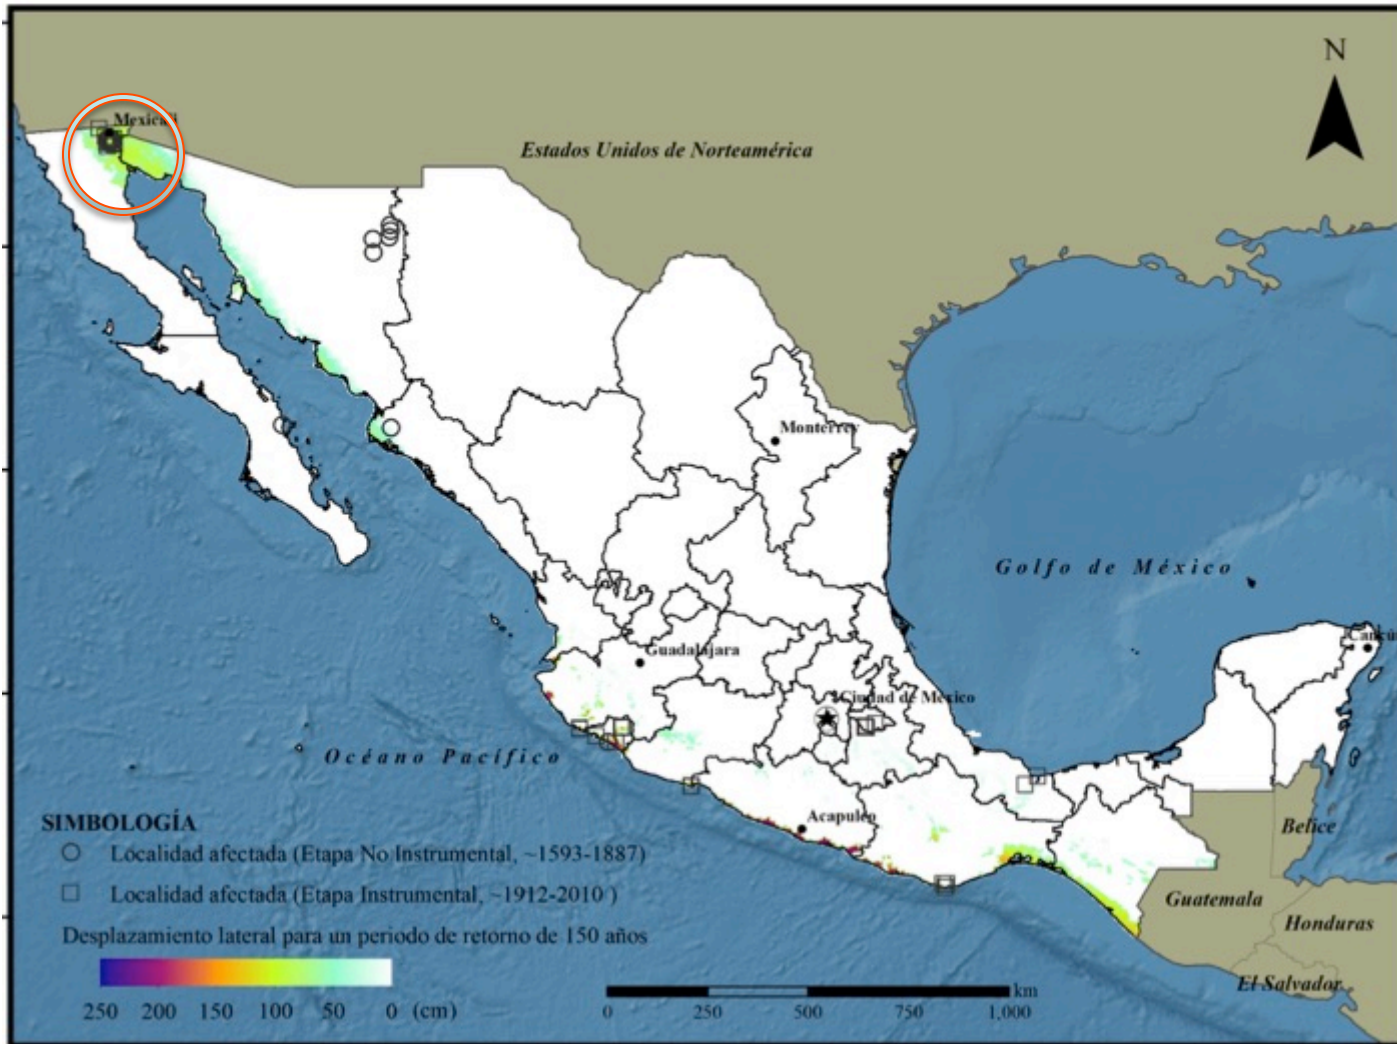 N
Mexicali
Estados Unidos de Norteamérica
Monterrey
Golfo de México
Cancún
Guadalajara
Ciudad de México
Océano Pacífico
Acapulco
Belice
Guatemala
Honduras
El Salvador
SIMBOLOGÍA
Localidad afectada (Etapa No Instrumental, ~1593-1887)
Localidad afectada (Etapa Instrumental, ~1912-2010 )
Desplazamiento lateral para un periodo de retorno de 150 años
250 200 150 100 50 0 (cm)
km
0 250 500 750 1,000